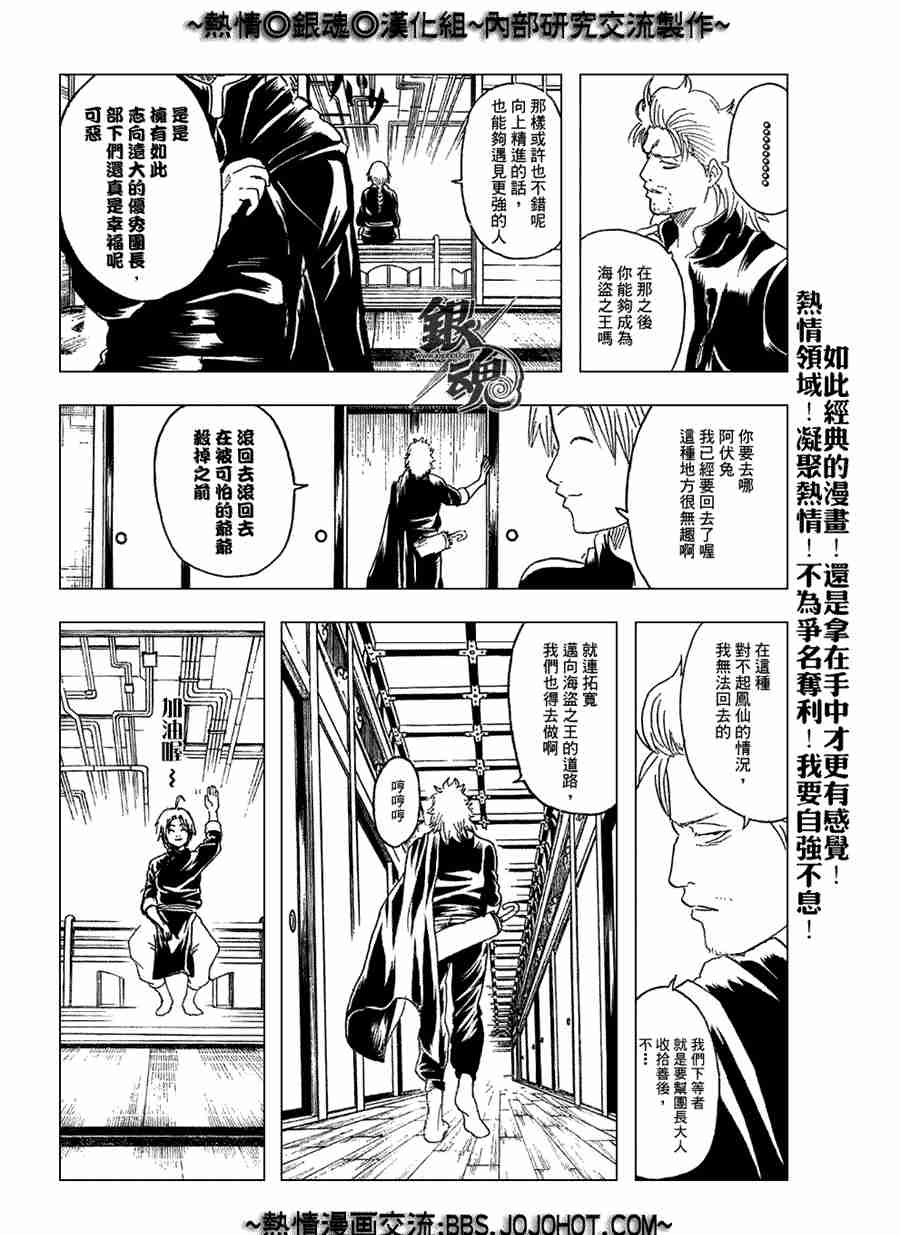 ~熱情◎銀魂◎漢化組~內部研究交流製作~
………
在那之後
你能夠成為
海盜之王嗎
那樣或許也不錯呢
向上精進的話，
也能夠遇見更強的人
是是
擁有如此
志向遠大的優秀團長，
部下們還真是幸福呢
可惡
銀魂
你要去哪
阿伏兔
我已經要回去了喔
這種地方很無趣啊
滾回去滾回去
在被可怕的爺爺
殺掉之前
在這種
對不起鳳仙的情況，
我無法回去的
我們下等者
就是要幫團長大人
收拾善後，
不…
就連拓寬
邁向海盜之王的道路，
我們也得去做啊
哼哼哼
加油喔~
如此經典的漫畫！還是拿在手中才更有感覺！
熱情領域！凝聚熱情！不為爭名奪利！我要自強不息！
~熱情漫画交流:BBS.JOJOHOT.COM~